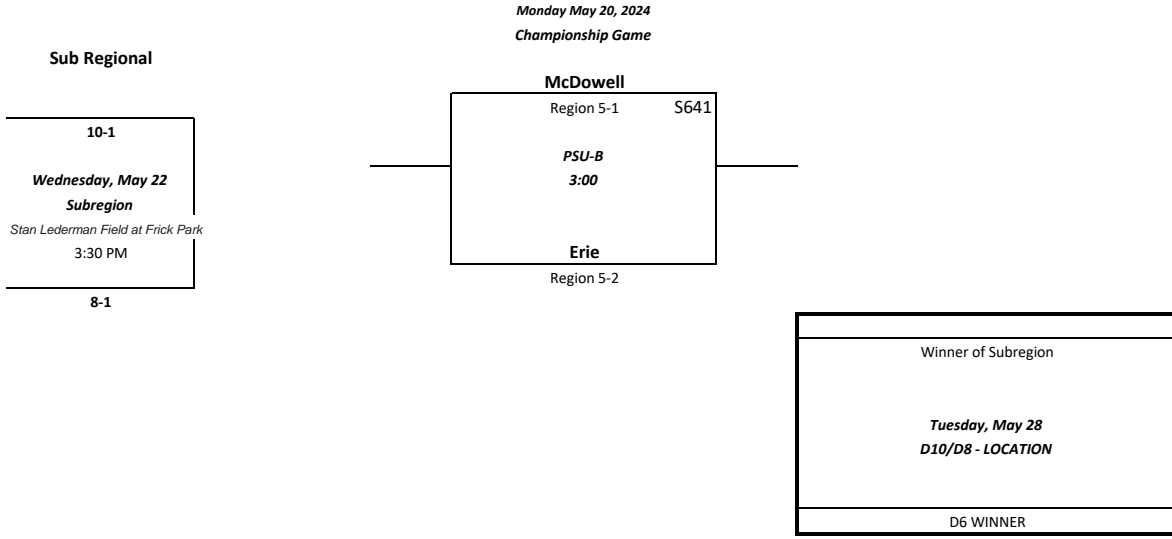 Monday May 20, 2024
Championship Game
Sub Regional
McDowell
Region 5-1 S641
10-1
PSU-B
Wednesday, May 22
3:00
Subregion
Stan Lederman Field at Frick Park
3:30 PM
Erie
Region 5-2
8-1
Winner of Subregion
Tuesday, May 28
D10/D8 - LOCATION
D6 WINNER